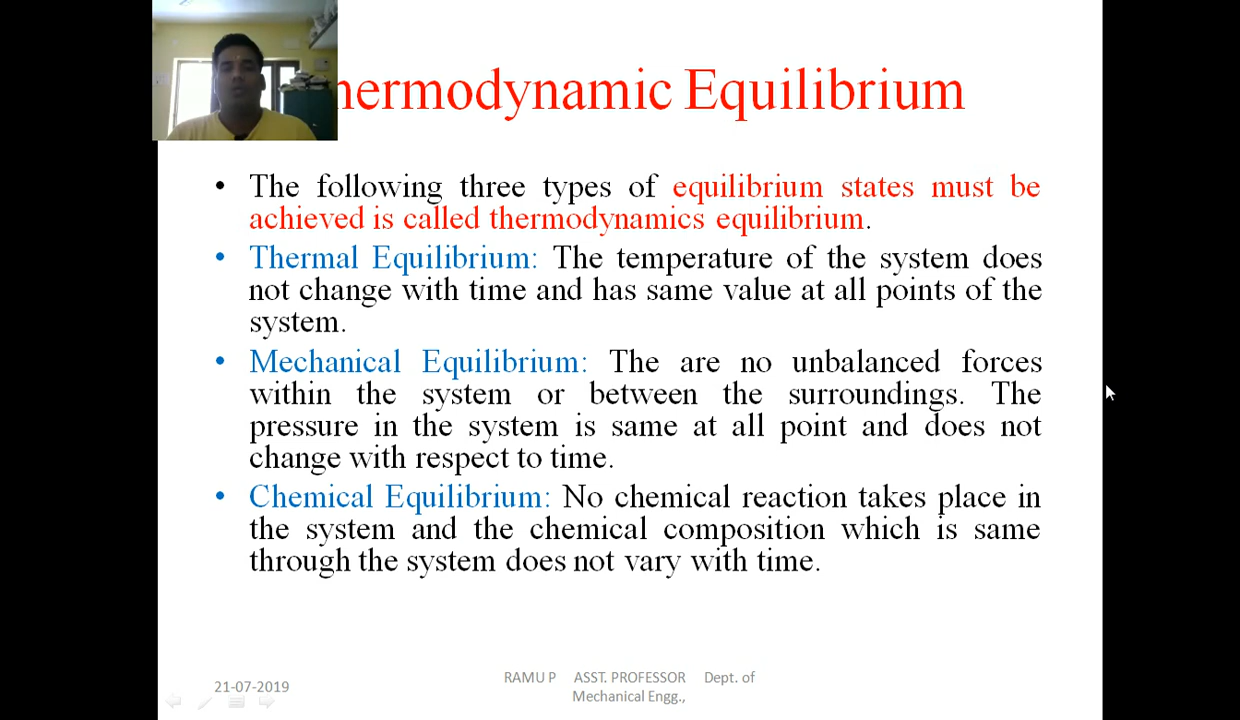 hermodynamic Equilibrium
• The following three types of equilibrium states must be
achieved is called thermodynamics equilibrium.
• Thermal Equilibrium: The temperature of the system does
not change with time and has same value at all points of the
system.
• Mechanical Equilibrium: The are no unbalanced forces
within the system or between the surroundings. The
pressure in the system is same at all point and does not
change with respect to time.
• Chemical Equilibrium: No chemical reaction takes place in
the system and the chemical composition which is same
through the system does not vary with time.
21-07-2019
RAMU P ASST. PROFESSOR Dept. of
Mechanical Engg.,